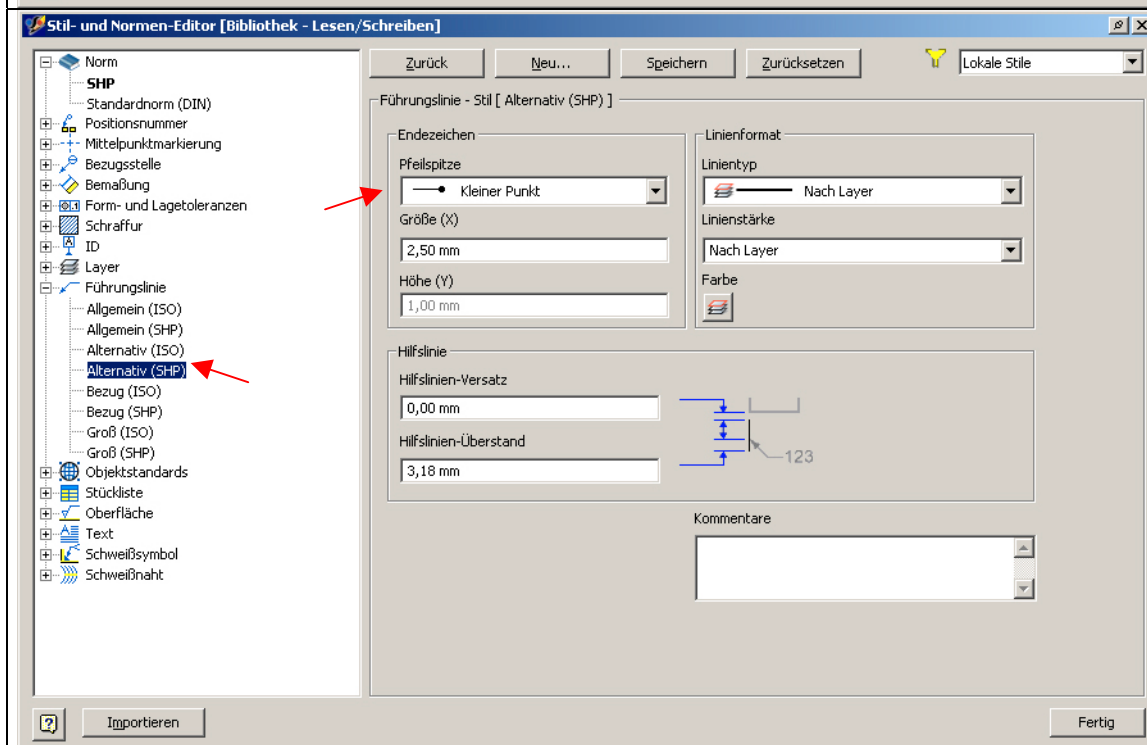 Stil- und Normen-Editor [Bibliothek - Lesen/Schreiben]
Norm
SHP
Standardnorm (DIN)
Positionsnummer
Mittelpunktmarkierung
Bezugsstelle
Bemaßung
Form- und Lagetoleranzen
Schraffur
ID
Layer
Führungslinie
Allgemein (ISO)
Allgemein (SHP)
Alternativ (ISO)
Alternativ (SHP)
Bezug (ISO)
Bezug (SHP)
Groß (ISO)
Groß (SHP)
Objektstandards
Stückliste
Oberfläche
Text
Schweißsymbol
Schweißnaht
Zurück Neu... Speichern Zurücksetzen Lokale Stile
Führungslinie - Stil [ Alternativ (SHP) ]
Endezeichen
Pfeilspitze
Kleiner Punkt
Größe (X)
2,50 mm
Höhe (Y)
1,00 mm
Linienformat
Linientyp
Nach Layer
Linienstärke
Nach Layer
Farbe
Hilfslinie
Hilfslinien-Versatz
0,00 mm
Hilfslinien-Überstand
3,18 mm
123
Kommentare
Importieren Fertig